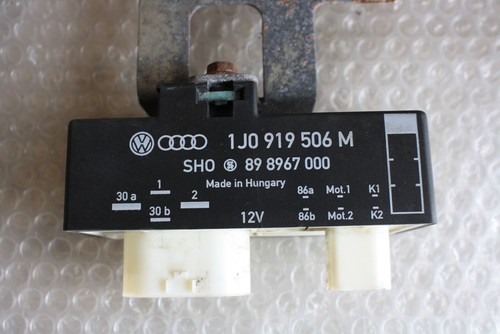 1J0 919 506 M
SHO 89 8967 000
Made in Hungary
30 a 1 2 86a Mot.1 K1
30 b 12V 86b Mot.2 K2